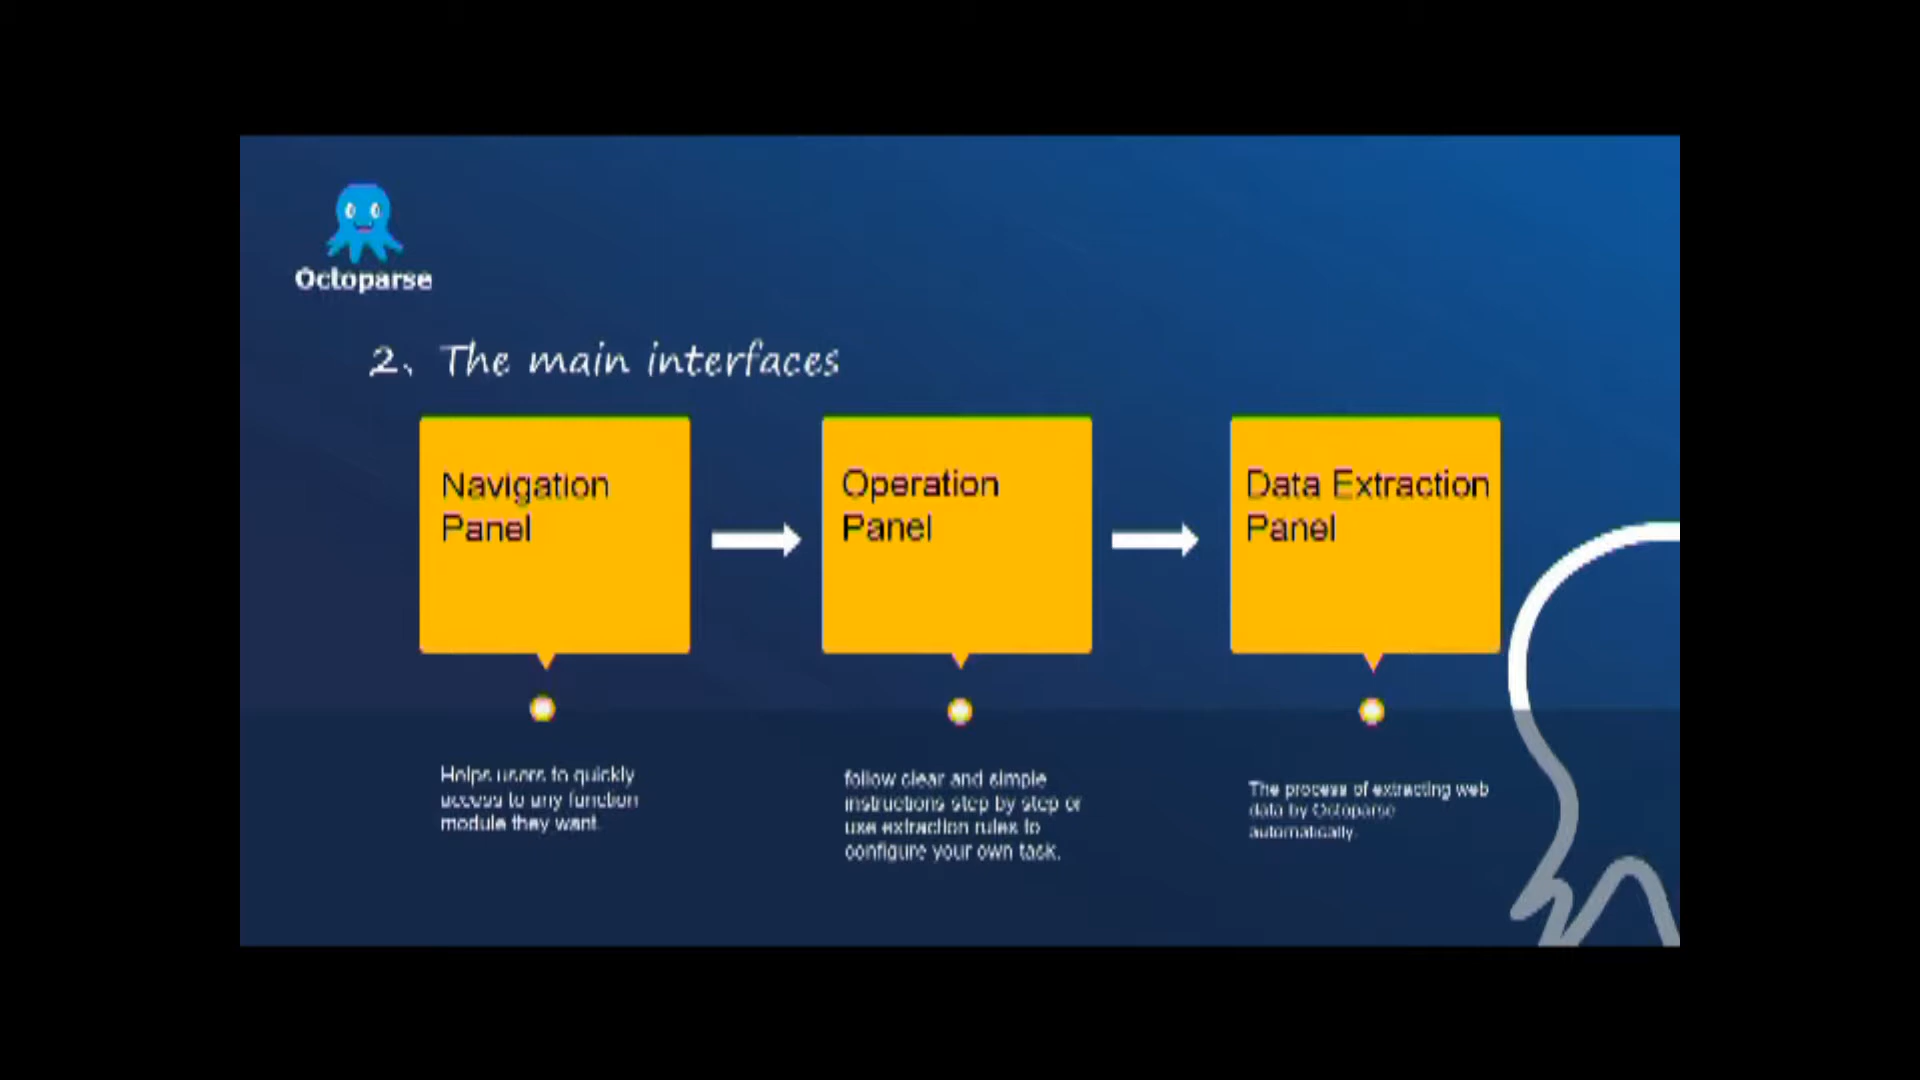 Octoparse
2、The main interfaces
Navigation
Panel
Operation
Panel
Data Extraction
Panel
Helps users to quickly
access to any function
module they want.
follow clear and simple
instructions step by step or
use extraction rules to
configure your own task.
The process of extracting web
data by Octoparse
automatically.